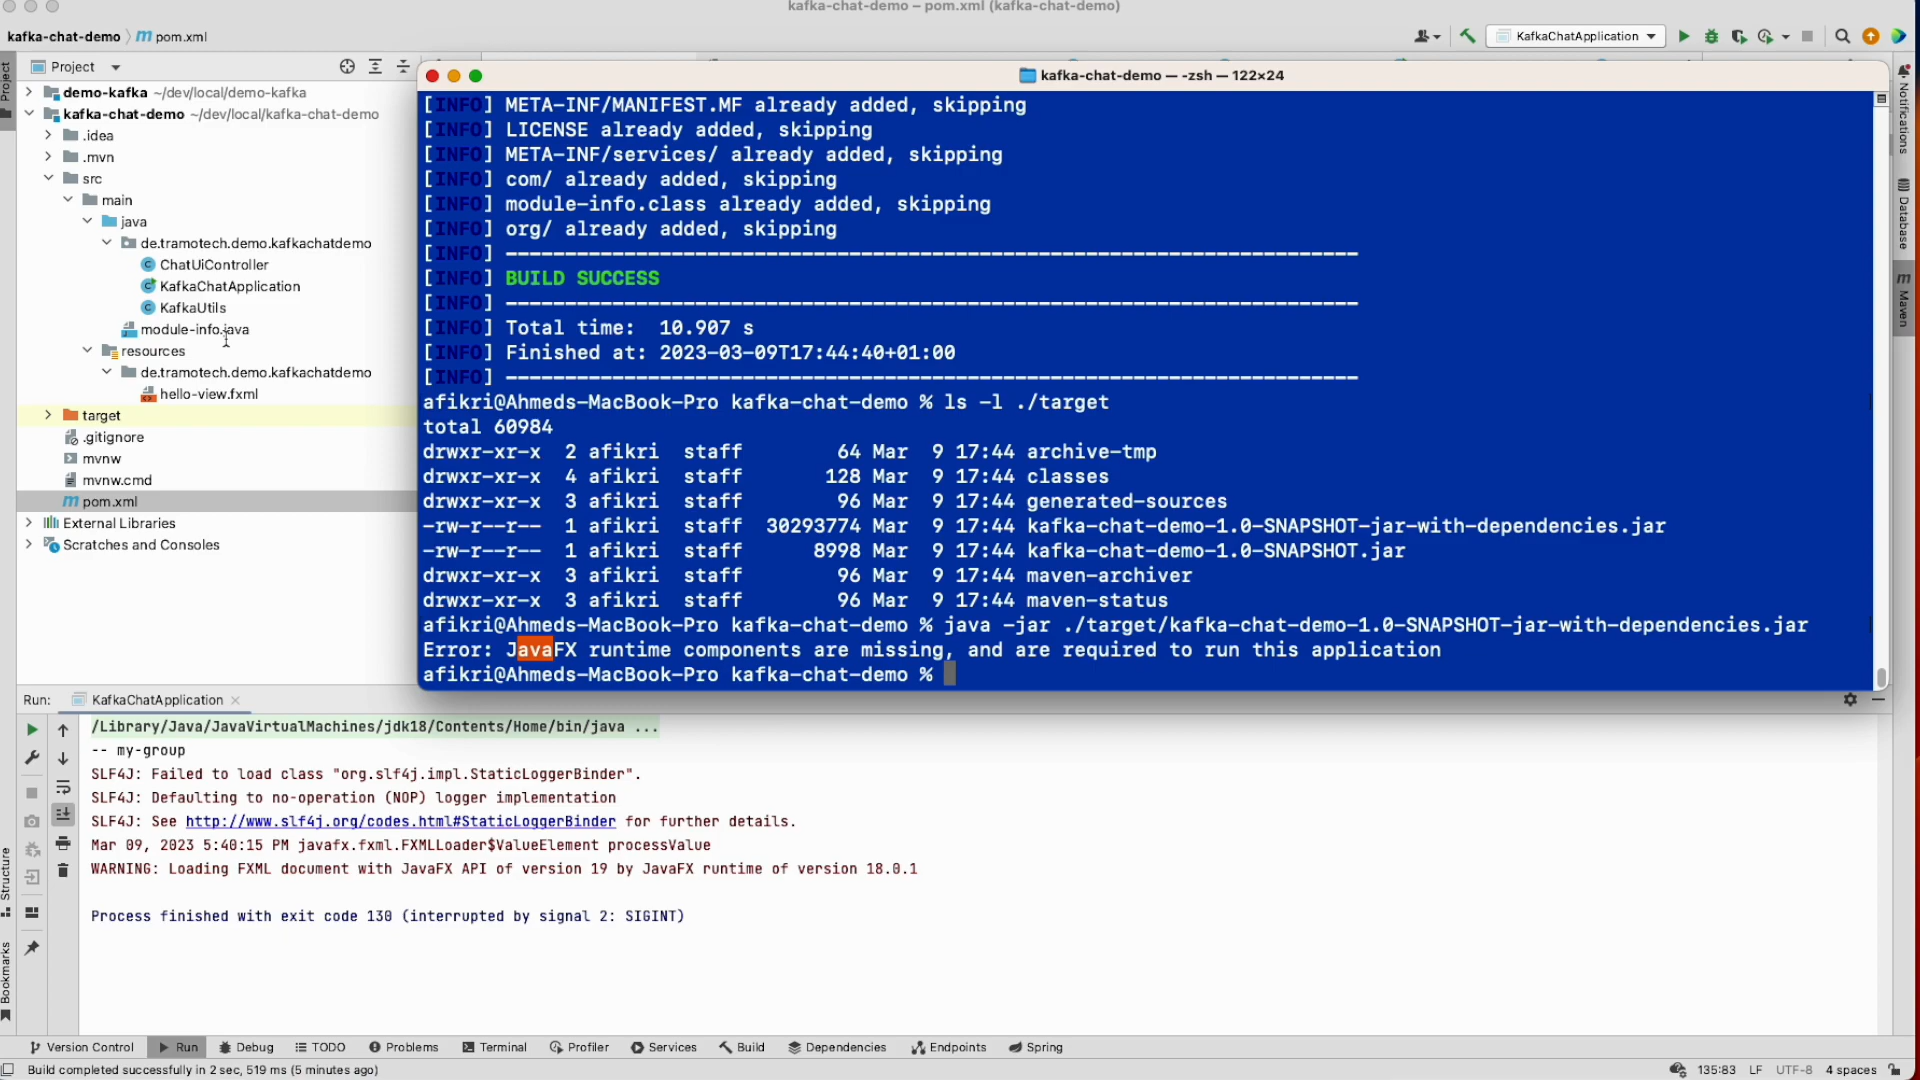 kafka-chat-demo – pom.xml (kafka-chat-demo)
kafka-chat-demo pom.xml
KafkaChatApplication
Project
Project
demo-kafka ~/dev/local/demo-kafka
kafka-chat-demo ~/dev/local/kafka-chat-demo
.idea
.mvn
src
main
java
de.tramotech.demo.kafkachatdemo
ChatUiController
KafkaChatApplication
KafkaUtils
module-info.java
resources
de.tramotech.demo.kafkachatdemo
hello-view.fxml
target
.gitignore
mvnw
mvnw.cmd
pom.xml
External Libraries
Scratches and Consoles
kafka-chat-demo — -zsh — 122×24
[INFO] META-INF/MANIFEST.MF already added, skipping
[INFO] LICENSE already added, skipping
[INFO] META-INF/services/ already added, skipping
[INFO] com/ already added, skipping
[INFO] module-info.class already added, skipping
[INFO] org/ already added, skipping
[INFO] ------------------------------------------------------------------------
[INFO] BUILD SUCCESS
[INFO] ------------------------------------------------------------------------
[INFO] Total time:  10.907 s
[INFO] Finished at: 2023-03-09T17:44:40+01:00
[INFO] ------------------------------------------------------------------------
afikri@Ahmeds-MacBook-Pro kafka-chat-demo % ls -l ./target
total 60984
drwxr-xr-x  2 afikri  staff        64 Mar  9 17:44 archive-tmp
drwxr-xr-x  4 afikri  staff       128 Mar  9 17:44 classes
drwxr-xr-x  3 afikri  staff        96 Mar  9 17:44 generated-sources
-rw-r--r--  1 afikri  staff  30293774 Mar  9 17:44 kafka-chat-demo-1.0-SNAPSHOT-jar-with-dependencies.jar
-rw-r--r--  1 afikri  staff      8998 Mar  9 17:44 kafka-chat-demo-1.0-SNAPSHOT.jar
drwxr-xr-x  3 afikri  staff        96 Mar  9 17:44 maven-archiver
drwxr-xr-x  3 afikri  staff        96 Mar  9 17:44 maven-status
afikri@Ahmeds-MacBook-Pro kafka-chat-demo % java -jar ./target/kafka-chat-demo-1.0-SNAPSHOT-jar-with-dependencies.jar
Error: JavaFX runtime components are missing, and are required to run this application
afikri@Ahmeds-MacBook-Pro kafka-chat-demo %
Notifications
Database
Maven
Run: KafkaChatApplication
/Library/Java/JavaVirtualMachines/jdk18/Contents/Home/bin/java ...
-- my-group
SLF4J: Failed to load class "org.slf4j.impl.StaticLoggerBinder".
SLF4J: Defaulting to no-operation (NOP) logger implementation
SLF4J: See http://www.slf4j.org/codes.html#StaticLoggerBinder for further details.
Mar 09, 2023 5:40:15 PM javafx.fxml.FXMLLoader$ValueElement processValue
WARNING: Loading FXML document with JavaFX API of version 19 by JavaFX runtime of version 18.0.1
Process finished with exit code 130 (interrupted by signal 2: SIGINT)
Structure
Bookmarks
Version Control Run Debug TODO Problems Terminal Profiler Services Build Dependencies Endpoints Spring
Build completed successfully in 2 sec, 519 ms (5 minutes ago)
135:83 LF UTF-8 4 spaces